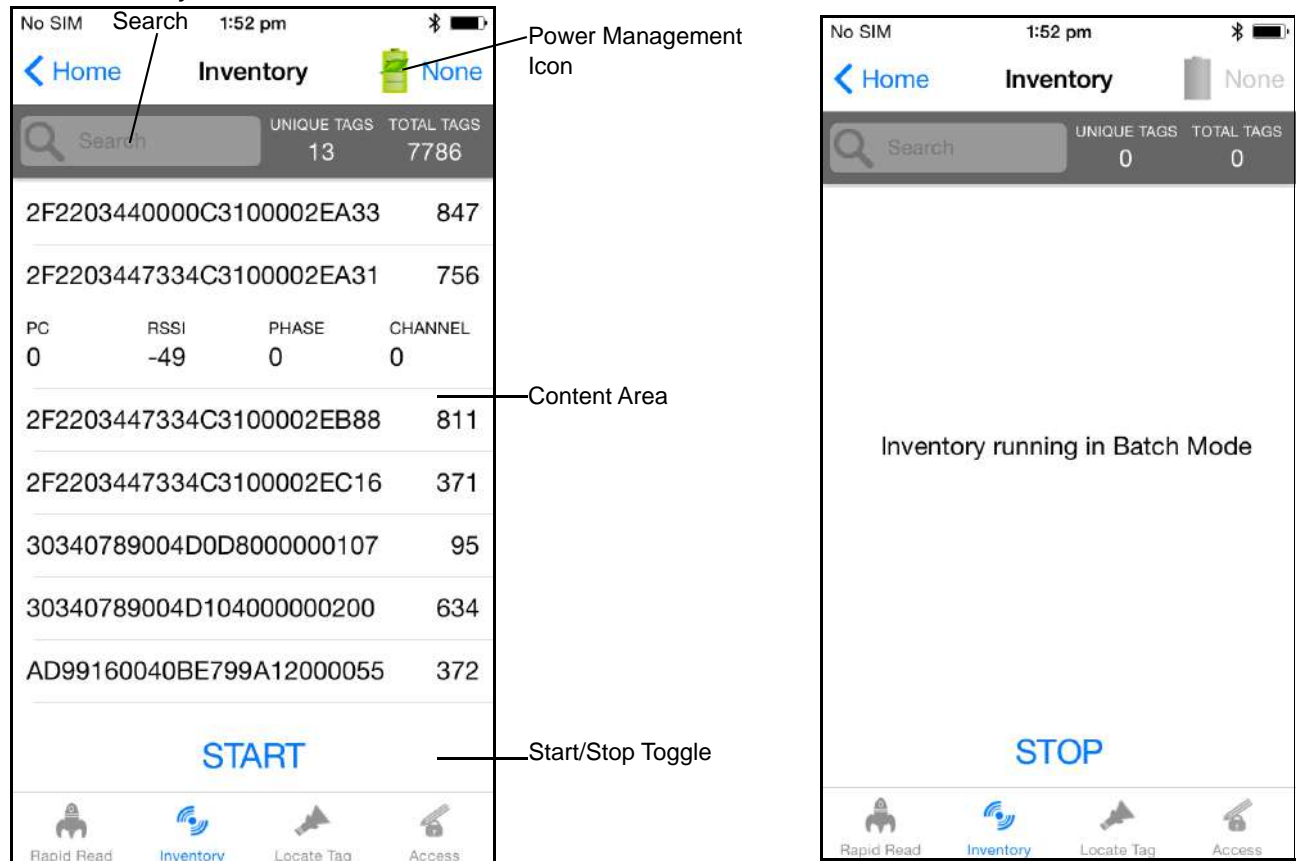 No SIM 1:52 pm
Search
Home Inventory None
Power Management
Icon
Search UNIQUE TAGS TOTAL TAGS
13 7786
2F2203440000C3100002EA33 847
2F2203447334C3100002EA31 756
PC RSSI PHASE CHANNEL
0 -49 0 0
Content Area
2F2203447334C3100002EB88 811
2F2203447334C3100002EC16 371
30340789004D0D8000000107 95
30340789004D104000000200 634
AD99160040BE799A12000055 372
START
Start/Stop Toggle
Rapid Read Inventory Locate Tag Access
No SIM 1:52 pm
Home Inventory None
Search UNIQUE TAGS TOTAL TAGS
0 0
Inventory running in Batch Mode
STOP
Rapid Read Inventory Locate Tag Access